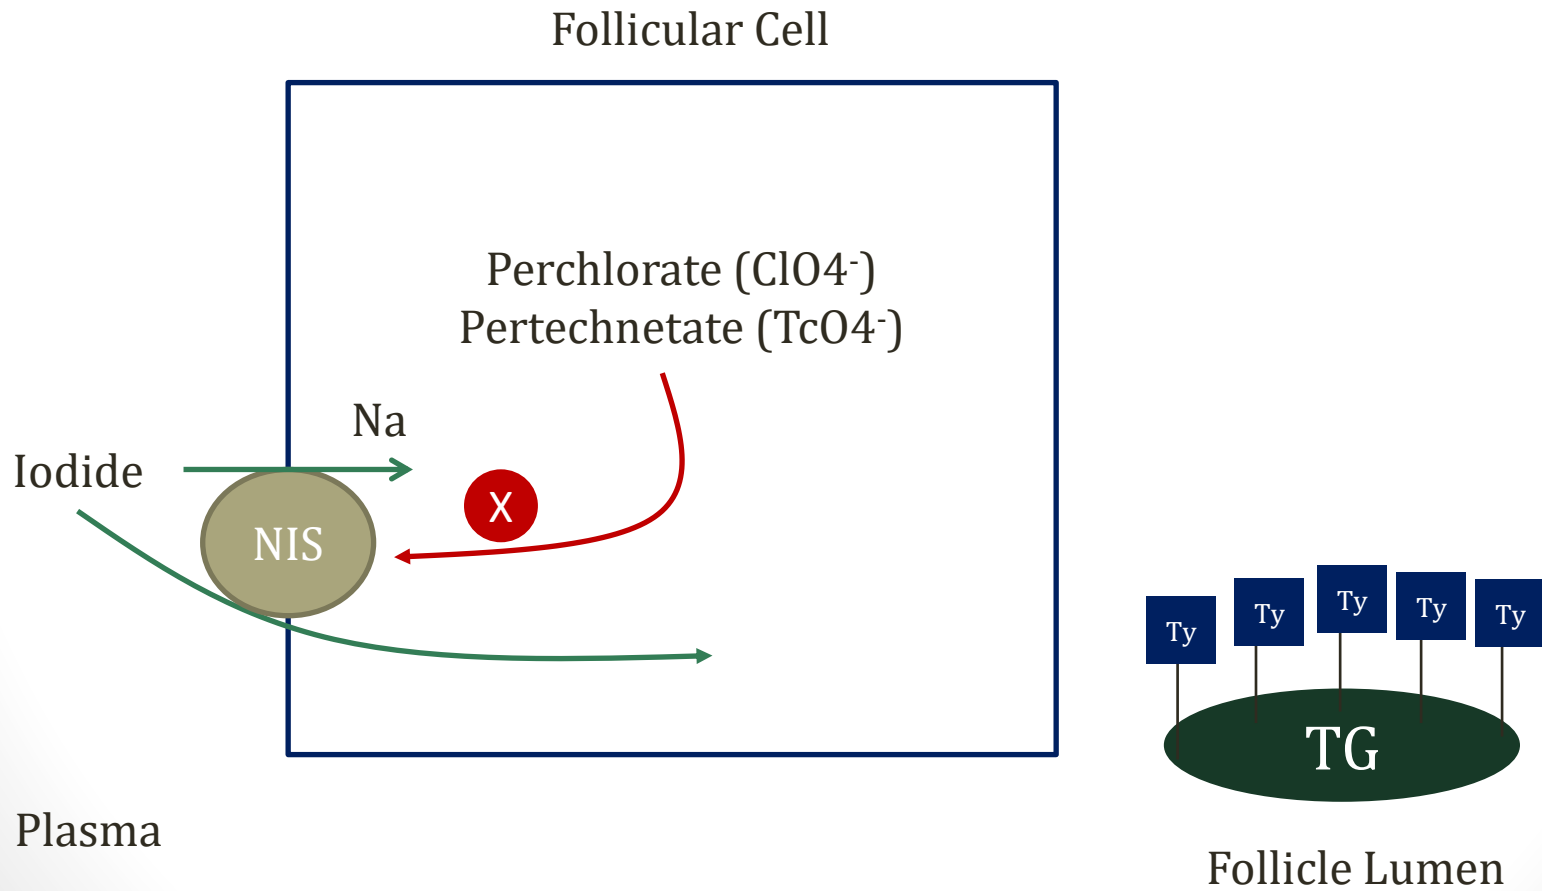 Follicular Cell
Perchlorate (ClO4⁻)
Pertechnetate (TcO4⁻)
Na
Iodide
X
NIS
Ty
Ty
Ty
Ty
Ty
TG
Plasma
Follicle Lumen